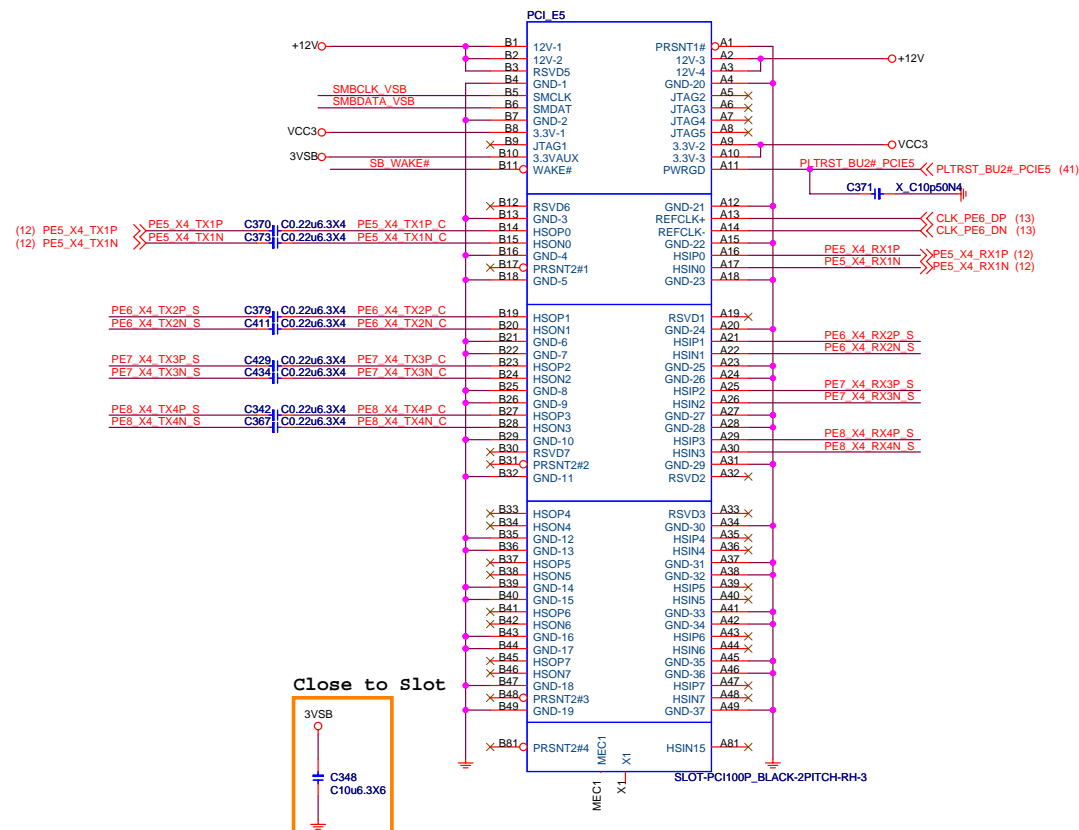 PCI_E5
+12V B1 12V-1 PRSNT1# A1
B2 12V-2 12V-3 A2 +12V
B3 RSVD5 12V-4 A3
B4 GND-1 GND-20 A4
SMBCLK_VSB B5 SMCLK JTAG2 A5
SMBDATA_VSB B6 SMDAT JTAG3 A6
B7 GND-2 JTAG4 A7
VCC3 B8 3.3V-1 JTAG5 A8
B9 JTAG1 3.3V-2 A9 VCC3
3VSB B10 3.3VAUX 3.3V-3 A10
SB_WAKE# B11 WAKE# PWRGD A11 PLTRST_BU2#_PCIE5 PLTRST_BU2#_PCIE5 (41)
C371 X_C10p50N4
B12 RSVD6 GND-21 A12
B13 GND-3 REFCLK+ A13 CLK_PE6_DP (13)
(12) PE5_X4_TX1P PE5_X4_TX1P C370 C0.22u6.3X4 PE5_X4_TX1P_C B14 HSOP0 REFCLK- A14 CLK_PE6_DN (13)
(12) PE5_X4_TX1N PE5_X4_TX1N C373 C0.22u6.3X4 PE5_X4_TX1N_C B15 HSON0 GND-22 A15
B16 GND-4 HSIP0 A16 PE5_X4_RX1P PE5_X4_RX1P (12)
B17 PRSNT2#1 HSIN0 A17 PE5_X4_RX1N PE5_X4_RX1N (12)
B18 GND-5 GND-23 A18
PE6_X4_TX2P_S C379 C0.22u6.3X4 PE6_X4_TX2P_C B19 HSOP1 RSVD1 A19
PE6_X4_TX2N_S C411 C0.22u6.3X4 PE6_X4_TX2N_C B20 HSON1 GND-24 A20
B21 GND-6 HSIP1 A21 PE6_X4_RX2P_S
B22 GND-7 HSIN1 A22 PE6_X4_RX2N_S
PE7_X4_TX3P_S C429 C0.22u6.3X4 PE7_X4_TX3P_C B23 HSOP2 GND-25 A23
PE7_X4_TX3N_S C434 C0.22u6.3X4 PE7_X4_TX3N_C B24 HSON2 GND-26 A24
B25 GND-8 HSIP2 A25 PE7_X4_RX3P_S
B26 GND-9 HSIN2 A26 PE7_X4_RX3N_S
PE8_X4_TX4P_S C342 C0.22u6.3X4 PE8_X4_TX4P_C B27 HSOP3 GND-27 A27
PE8_X4_TX4N_S C367 C0.22u6.3X4 PE8_X4_TX4N_C B28 HSON3 GND-28 A28
B29 GND-10 HSIP3 A29 PE8_X4_RX4P_S
B30 RSVD7 HSIN3 A30 PE8_X4_RX4N_S
B31 PRSNT2#2 GND-29 A31
B32 GND-11 RSVD2 A32
B33 HSOP4 RSVD3 A33
B34 HSON4 GND-30 A34
B35 GND-12 HSIP4 A35
B36 GND-13 HSIN4 A36
B37 HSOP5 GND-31 A37
B38 HSON5 GND-32 A38
B39 GND-14 HSIP5 A39
B40 GND-15 HSIN5 A40
B41 HSOP6 GND-33 A41
B42 HSON6 GND-34 A42
B43 GND-16 HSIP6 A43
B44 GND-17 HSIN6 A44
B45 HSOP7 GND-35 A45
B46 HSON7 GND-36 A46
B47 GND-18 HSIP7 A47
B48 PRSNT2#3 HSIN7 A48
B49 GND-19 GND-37 A49
B81 PRSNT2#4 HSIN15 A81
MEC1 X1
SLOT-PCI100P_BLACK-2PITCH-RH-3
MEC1 X1
Close to Slot
3VSB
C348
C10u6.3X6